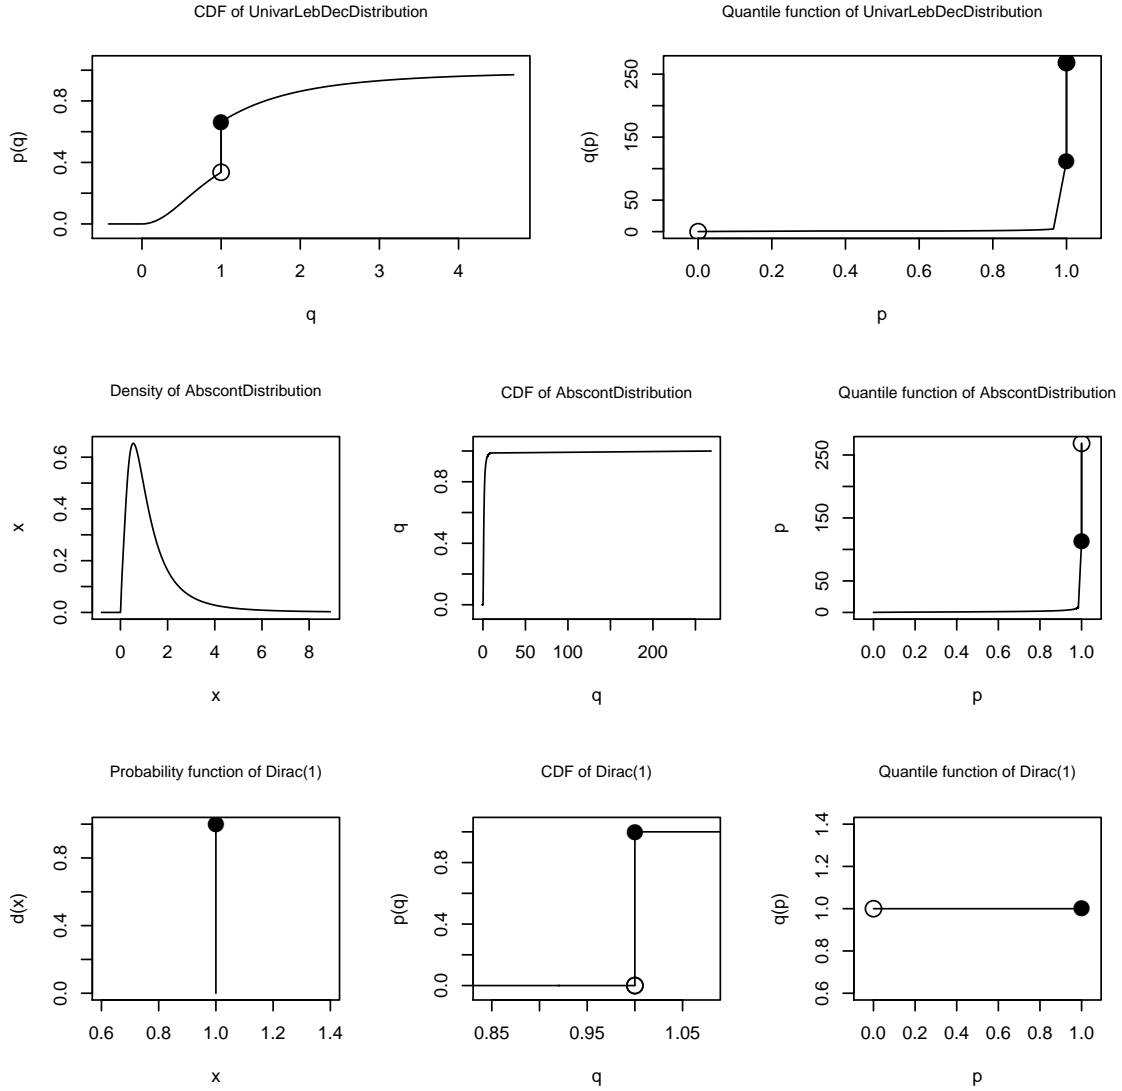 CDF of UnivarLebDecDistribution
p(q)
0.0 0.4 0.8
0 1 2 3 4
q
Quantile function of UnivarLebDecDistribution
q(p)
0 50 150 250
0.0 0.2 0.4 0.6 0.8 1.0
p
Density of AbscontDistribution
x
0.0 0.2 0.4 0.6
0 2 4 6 8
x
CDF of AbscontDistribution
q
0.0 0.4 0.8
0 50 100 200
q
Quantile function of AbscontDistribution
p
0 50 150 250
0.0 0.2 0.4 0.6 0.8 1.0
p
Probability function of Dirac(1)
d(x)
0.0 0.4 0.8
0.6 1.0 1.4
x
CDF of Dirac(1)
p(q)
0.0 0.4 0.8
0.85 0.95 1.05
q
Quantile function of Dirac(1)
q(p)
0.6 0.8 1.0 1.2 1.4
0.0 0.2 0.4 0.6 0.8 1.0
p